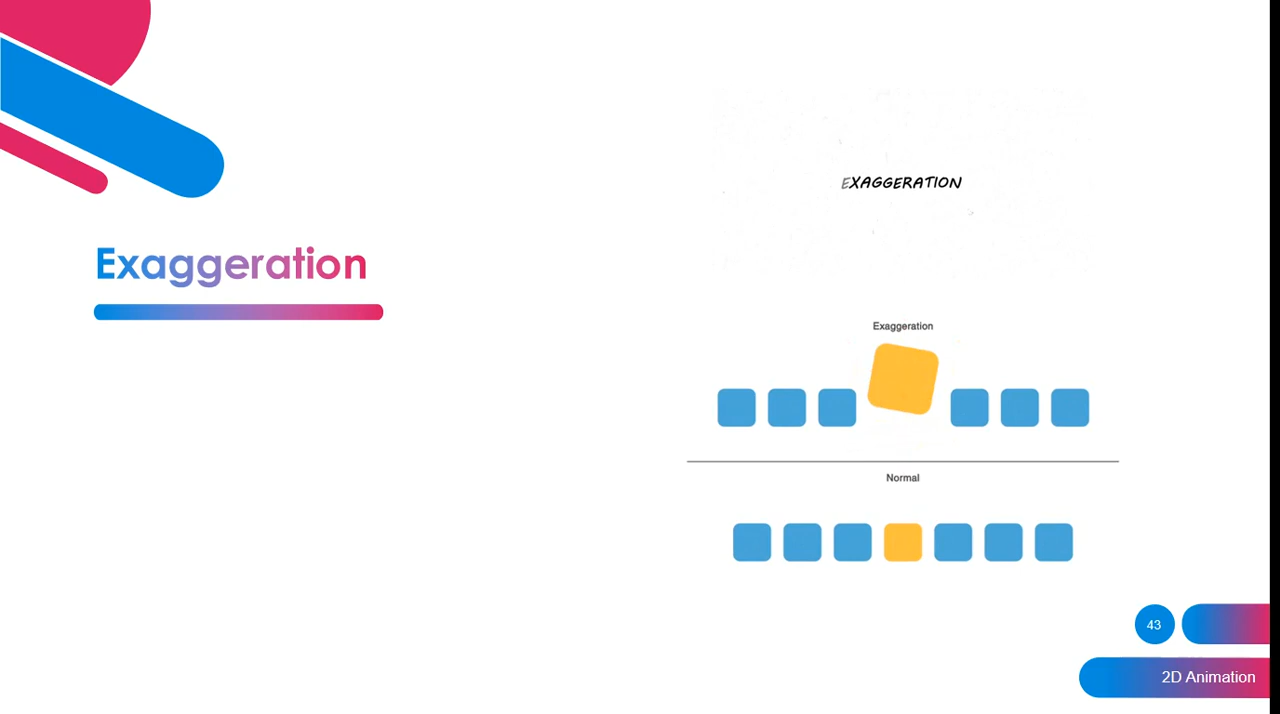 Exaggeration
EXAGGERATION
Exaggeration
Normal
43
2D Animation